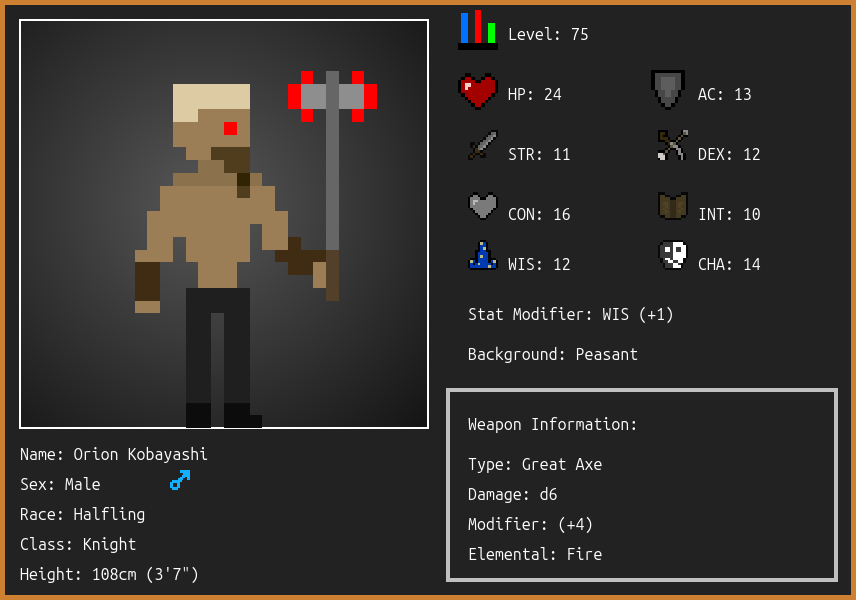 Level: 75
HP: 24
AC: 13
STR: 11
DEX: 12
CON: 16
INT: 10
WIS: 12
CHA: 14
Stat Modifier: WIS (+1)
Background: Peasant
Weapon Information:
Type: Great Axe
Damage: d6
Modifier: (+4)
Elemental: Fire
Name: Orion Kobayashi
Sex: Male
Race: Halfling
Class: Knight
Height: 108cm (3'7")